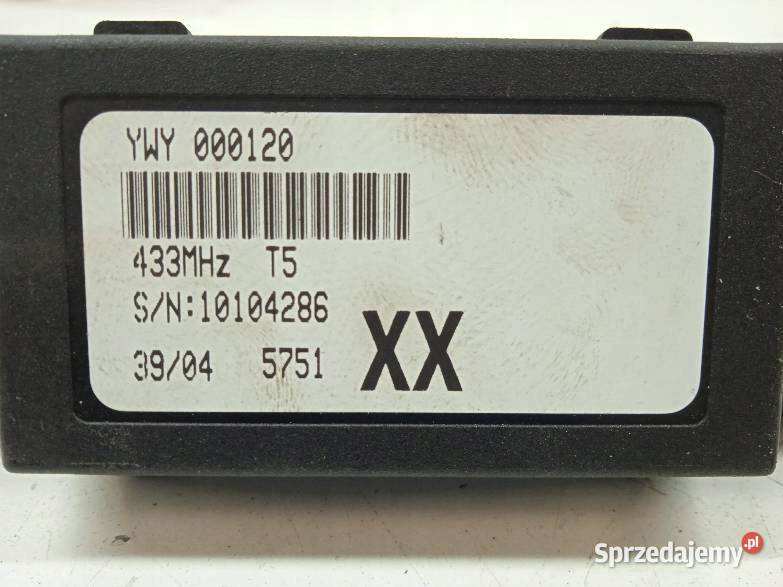 YWY 000120
433MHz T5
S/N:10104286
39/04 5751 XX
Sprzedajemy.pl